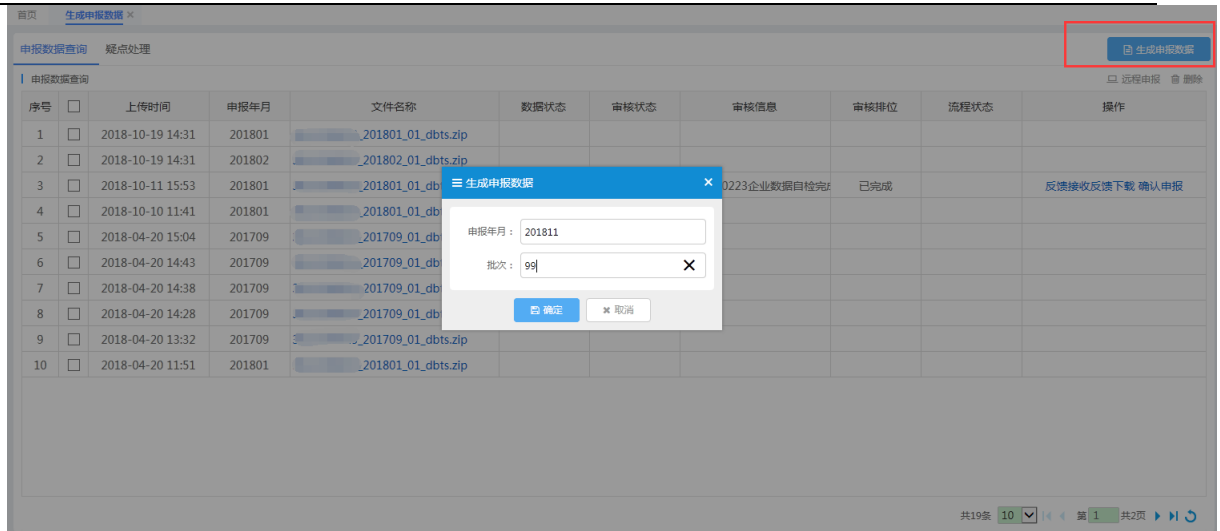 首页 生成申报数据 ×
申报数据查询 疑点处理 生成申报数据
申报数据查询 远程申报 删除
序号 上传时间 申报年月 文件名称 数据状态 审核状态 审核信息 审核排位 流程状态 操作
1 2018-10-19 14:31 201801 _201801_01_dbts.zip
2 2018-10-19 14:31 201802 _201802_01_dbts.zip
3 2018-10-11 15:53 201801 _201801_01_db 0223企业数据自检完 已完成 反馈接收反馈下载 确认申报
4 2018-10-10 11:41 201801 _201801_01_db
5 2018-04-20 15:04 201709 _201709_01_db
6 2018-04-20 14:43 201709 _201709_01_db
7 2018-04-20 14:38 201709 201709_01_db
8 2018-04-20 14:28 201709 _201709_01_db
9 2018-04-20 13:32 201709 _201709_01_dbts.zip
10 2018-04-20 11:51 201801 _201801_01_dbts.zip
生成申报数据 ×
申报年月： 201811
批次： 99
确定 取消
共19条 10 第 1 共2页